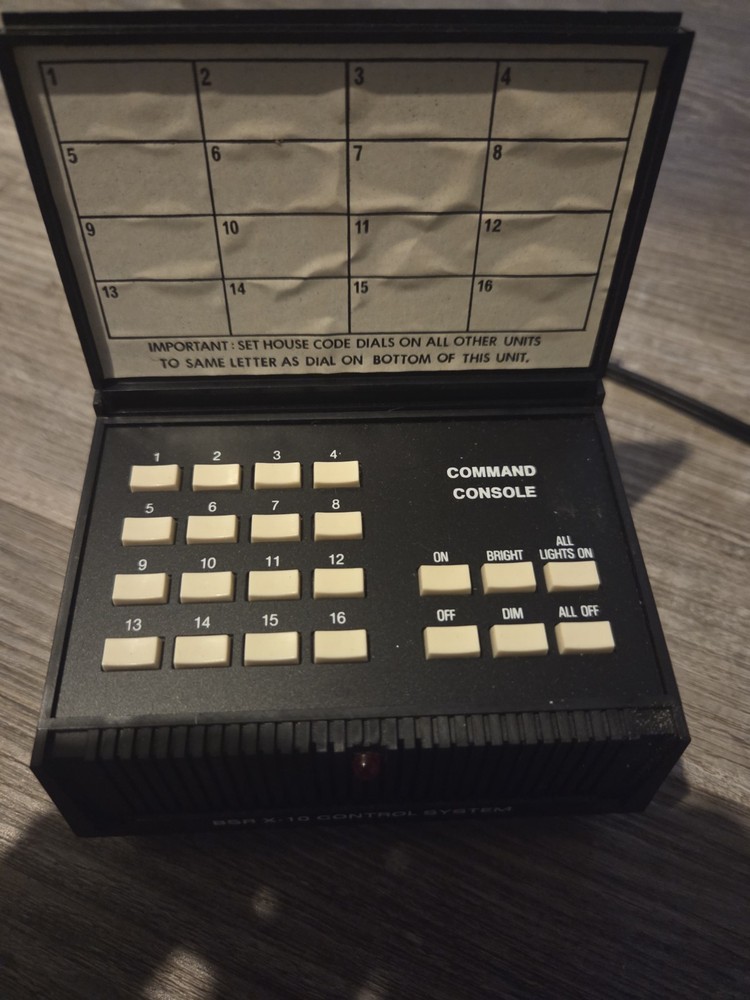 1 2 3 4
5 6 7 8
9 10 11 12
13 14 15 16
IMPORTANT : SET HOUSE CODE DIALS ON ALL OTHER UNITS
TO SAME LETTER AS DIAL ON BOTTOM OF THIS UNIT.
COMMAND
CONSOLE
1 2 3 4
5 6 7 8
9 10 11 12
13 14 15 16
ON BRIGHT ALL
LIGHTS ON
OFF DIM ALL OFF
BSR X-10 CONTROL SYSTEM